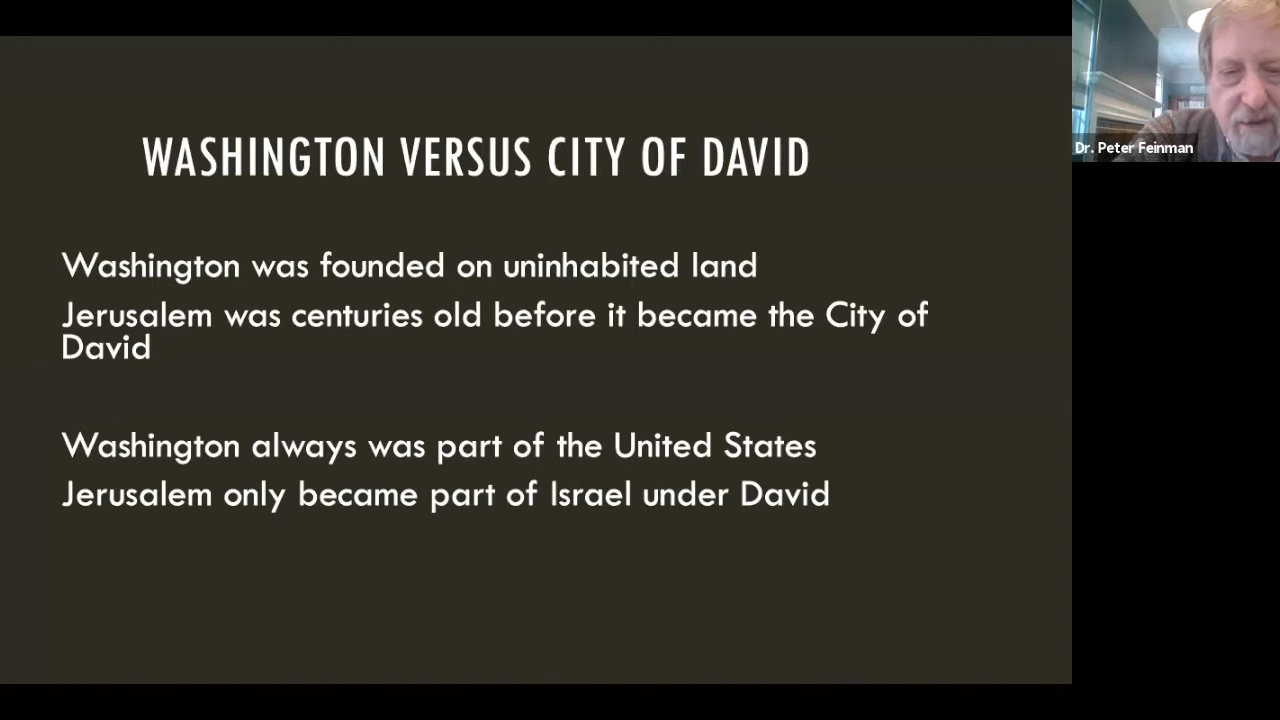 WASHINGTON VERSUS CITY OF DAVID
Washington was founded on uninhabited land
Jerusalem was centuries old before it became the City of
David
Washington always was part of the United States
Jerusalem only became part of Israel under David
Dr. Peter Feinman